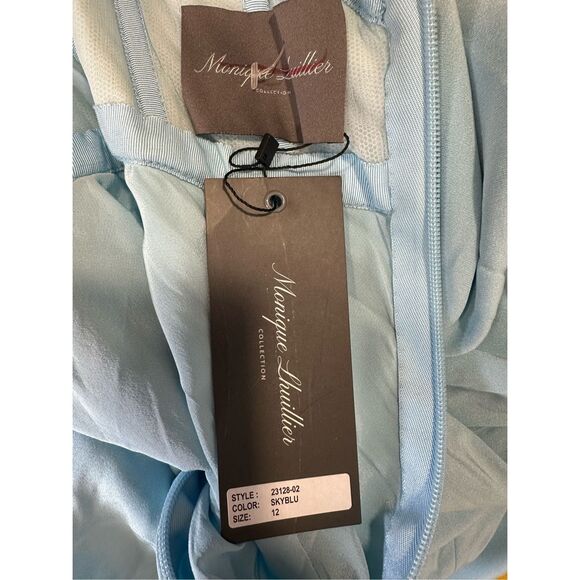 Monique Lhuillier
COLLECTION
Monique Lhuillier
COLLECTION
STYLE : 23128-02
COLOR: SKYBLU
SIZE: 12